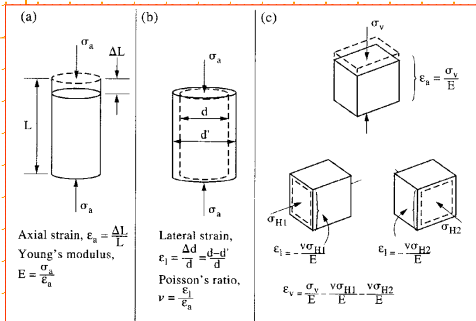 (a)
σa
ΔL
L
σa
Axial strain, εa = ΔL/L
Young's modulus,
E = σa/εa
(b)
σa
d
d'
σa
Lateral strain,
εl = Δd/d = d-d'/d
Poisson's ratio,
ν = εl/εa
(c)
σv
εa = σv/E
σH1
εl = - νσH1/E
σH2
εl = - νσH2/E
εv = σv/E - νσH1/E - νσH2/E